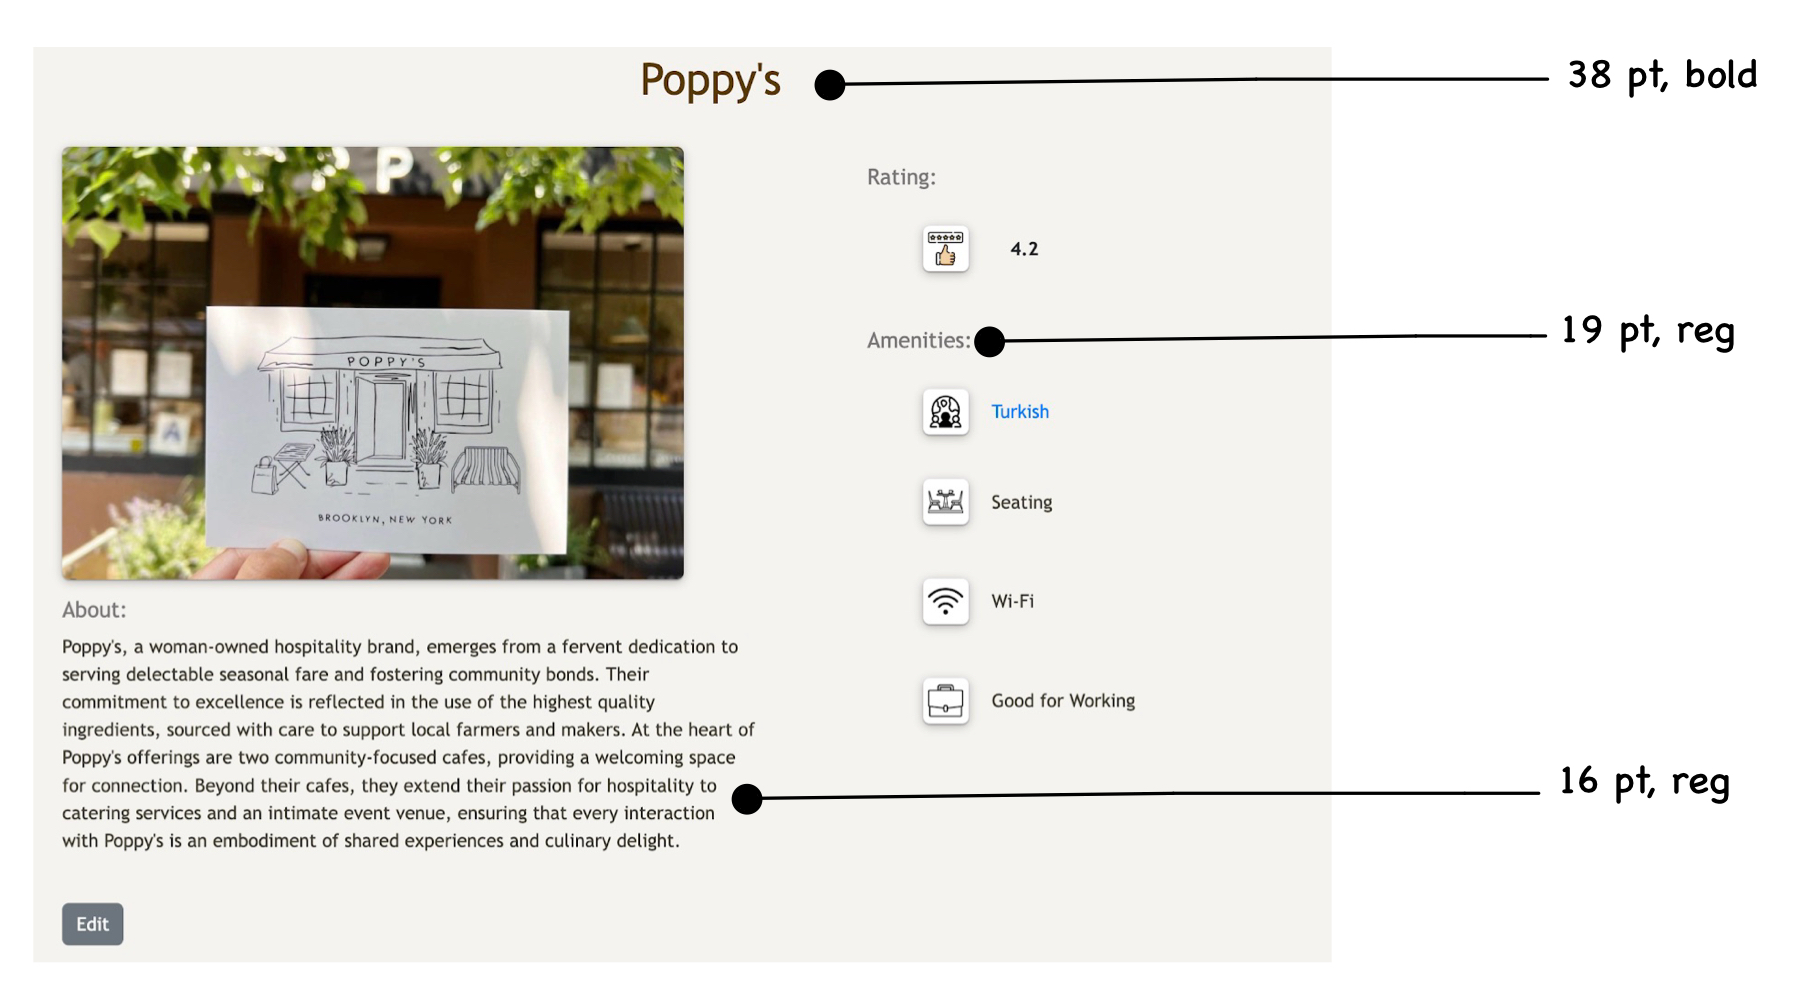 Poppy's
38 pt, bold
P
POPPY'S
BROOKLYN, NEW YORK
A
Rating:
4.2
Amenities:
19 pt, reg
Turkish
Seating
Wi-Fi
Good for Working
About:
Poppy's, a woman-owned hospitality brand, emerges from a fervent dedication to
serving delectable seasonal fare and fostering community bonds. Their
commitment to excellence is reflected in the use of the highest quality
ingredients, sourced with care to support local farmers and makers. At the heart of
Poppy's offerings are two community-focused cafes, providing a welcoming space
for connection. Beyond their cafes, they extend their passion for hospitality to
catering services and an intimate event venue, ensuring that every interaction
with Poppy's is an embodiment of shared experiences and culinary delight.
16 pt, reg
Edit